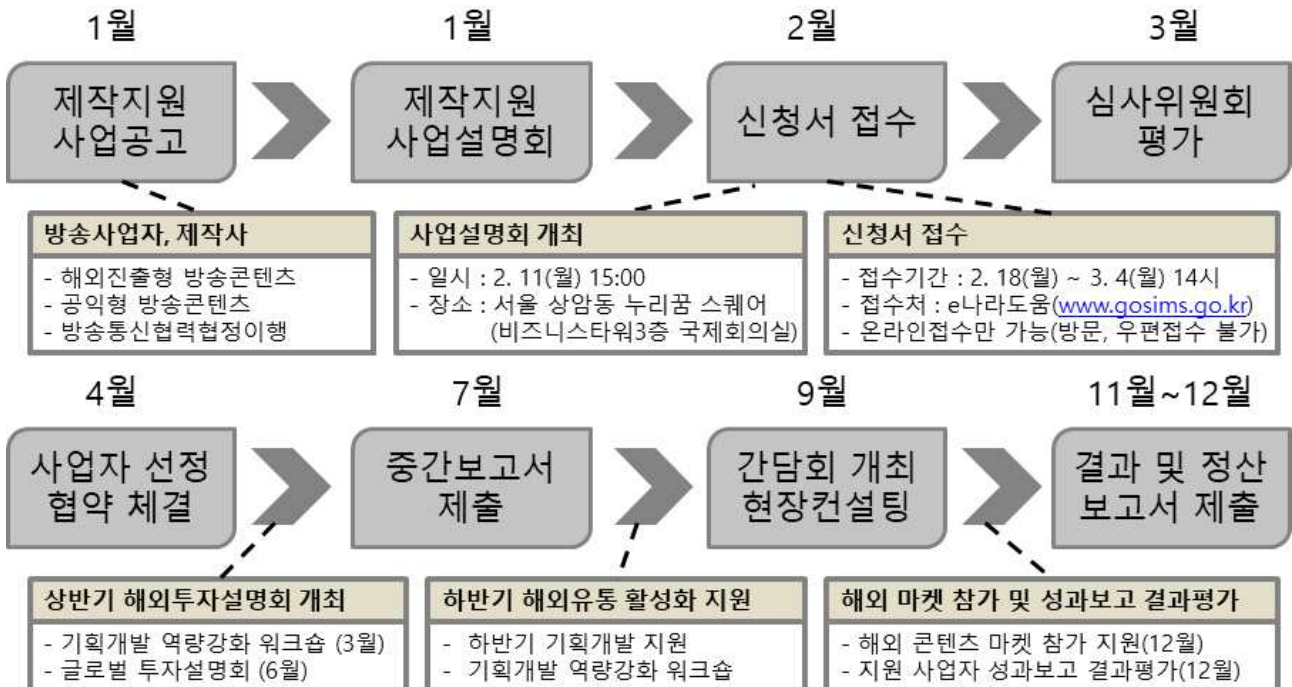 1월
1월
2월
3월
제작지원
사업공고
제작지원
사업설명회
신청서 접수
심사위원회
평가
방송사업자, 제작사
- 해외진출형 방송콘텐츠
- 공익형 방송콘텐츠
- 방송통신협력협정이행
사업설명회 개최
- 일시 : 2. 11(월) 15:00
- 장소 : 서울 상암동 누리꿈 스퀘어
(비즈니스타워3층 국제회의실)
신청서 접수
- 접수기간 : 2. 18(월) ~ 3. 4(월) 14시
- 접수처 : e나라도움(www.gosims.go.kr)
- 온라인접수만 가능(방문, 우편접수 불가)
4월
7월
9월
11월~12월
사업자 선정
협약 체결
중간보고서
제출
간담회 개최
현장컨설팅
결과 및 정산
보고서 제출
상반기 해외투자설명회 개최
- 기획개발 역량강화 워크숍 (3월)
- 글로벌 투자설명회 (6월)
하반기 해외유통 활성화 지원
- 하반기 기획개발 지원
- 기획개발 역량강화 워크숍
해외 마켓 참가 및 성과보고 결과평가
- 해외 콘텐츠 마켓 참가 지원(12월)
- 지원 사업자 성과보고 결과평가(12월)